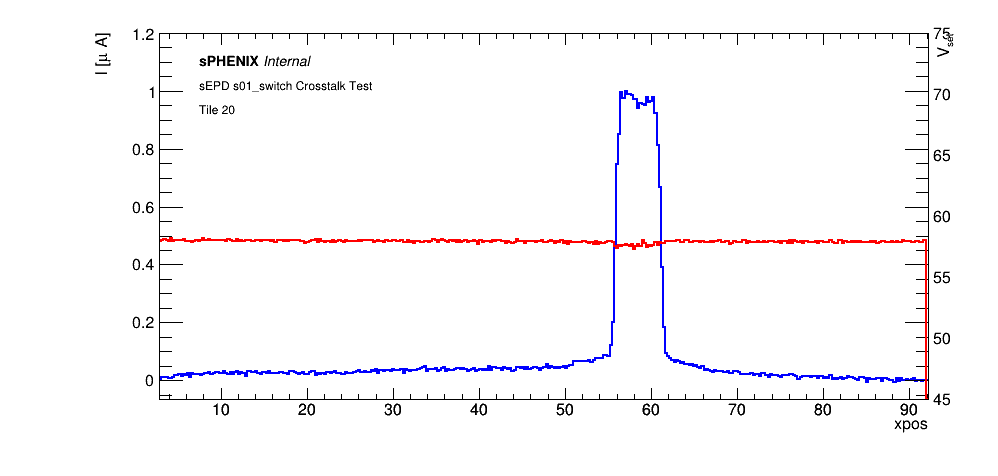 I [μ A]
1.2
1
0.8
0.6
0.4
0.2
0
sPHENIX Internal
sEPD s01_switch Crosstalk Test
Tile 20
75
70
65
60
55
50
45
V_set
10 20 30 40 50 60 70 80 90
xpos